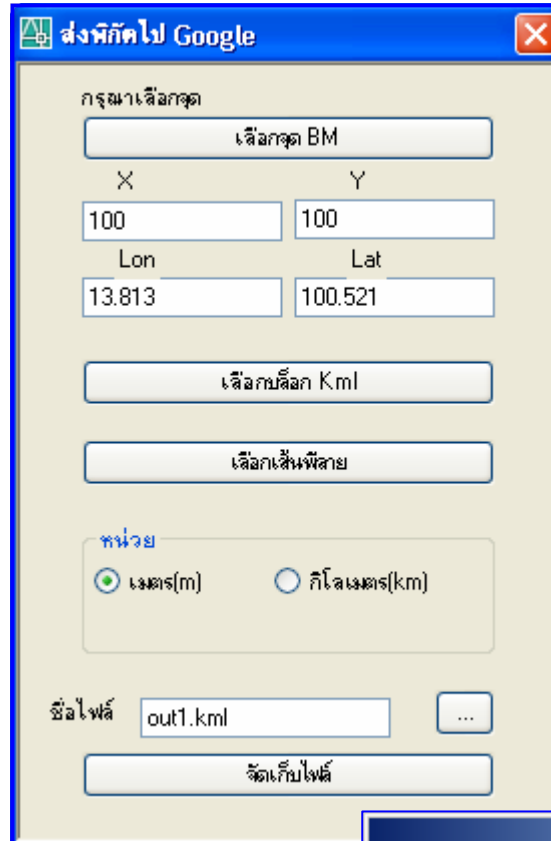 ส่งพิกัดไป Google
กรุณาเลือกจุด
เลือกจุด BM
X Y
100 100
Lon Lat
13.813 100.521
เลือกบล็อก Kml
เลือกเส้นพีลาย
หน่วย
เมตร(m) กิโลเมตร(km)
ชื่อไฟล์ out1.kml ...
จัดเก็บไฟล์